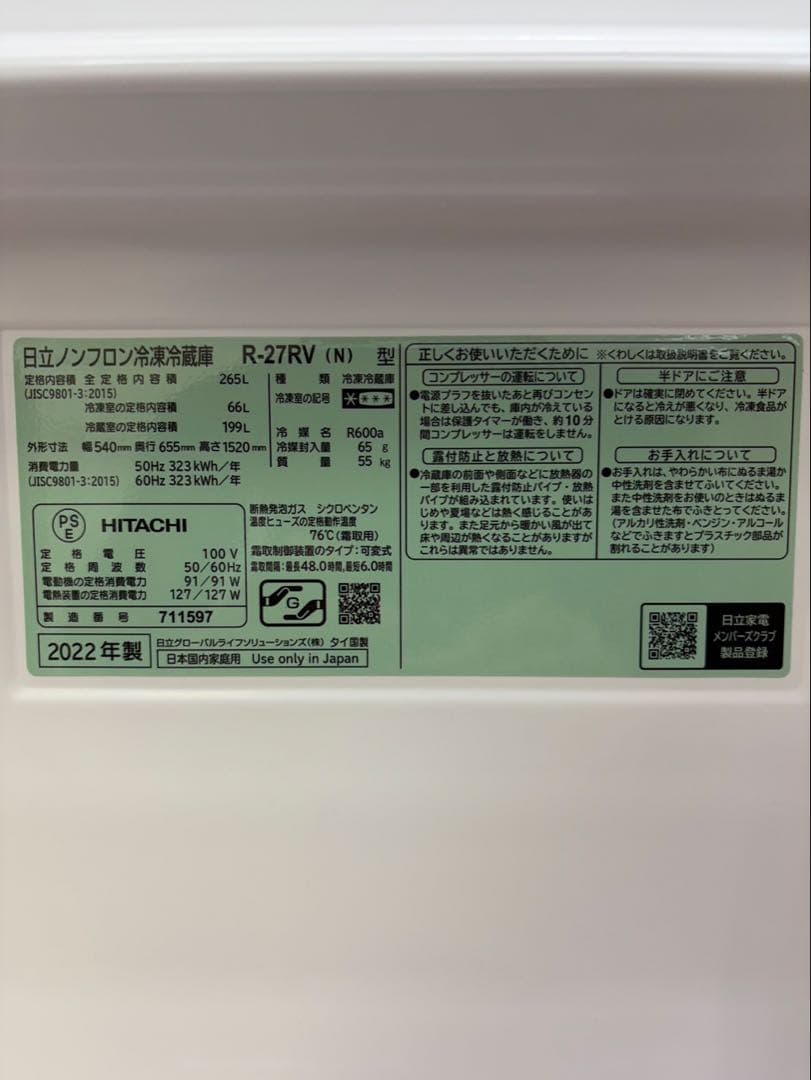 日立ノンフロン冷凍冷蔵庫 R-27RV (N) 型
定格内容積 全定格内容積 265L
(JISC9801-3:2015)
冷凍室の定格内容積 66L
冷蔵室の定格内容積 199L
外形寸法 幅540mm 奥行655mm 高さ1520mm
消費電力量 50Hz 323kWh/年
(JISC9801-3:2015) 60Hz 323kWh/年
種類 冷凍冷蔵庫
冷凍室の記号 ****
冷媒名 R600a
冷媒封入量 65g
質量 55kg
PSE HITACHI
定格電圧 100V
定格周波数 50/60Hz
電動機の定格消費電力 91/91W
電熱装置の定格消費電力 127/127W
製造番号 711597
断熱発泡ガス シクロペンタン
温度ヒューズの定格動作温度
76℃(霜取用)
霜取制御装置のタイプ:可変式
霜取間隔:最長48.0時間,最短6.0時間
G
2022年製
日立グローバルライフソリューションズ(株) タイ国製
日本国内家庭用 Use only in Japan
正しくお使いいただくために ※くわしくは取扱説明書をご覧ください。
コンプレッサーの運転について
●電源プラフを抜いたあと再びコンセン
トに差し込んでも、庫内が冷えている
場合は保護タイマーが働き、約10分
間コンプレッサーは運転をしません。
露付防止と放熱について
●冷蔵庫の前面や側面などに放熱器の
一部を利用した露付防止パイプ・放熱
パイプが組み込まれています。使いは
じめや夏場などは熱く感じることがあ
ります。また足元から暖かい風が出て
床や周辺が熱くなることがありますが
これらは異常ではありません。
半ドアにご注意
●ドアは確実に閉めてください。半ドア
になると冷えが悪くなり、冷凍食品が
とける原因になります。
お手入れについて
●お手入れは、やわらかい布にぬるま湯か
中性洗剤を含ませてふいてください。
また中性洗剤をお使いのときはぬるま
湯を含ませた布でふきとってください。
(アルカリ性洗剤・ベンジン・アルコール
などでふきますとプラスチック部品が
割れることがあります)
日立家電
メンバーズクラブ
製品登録